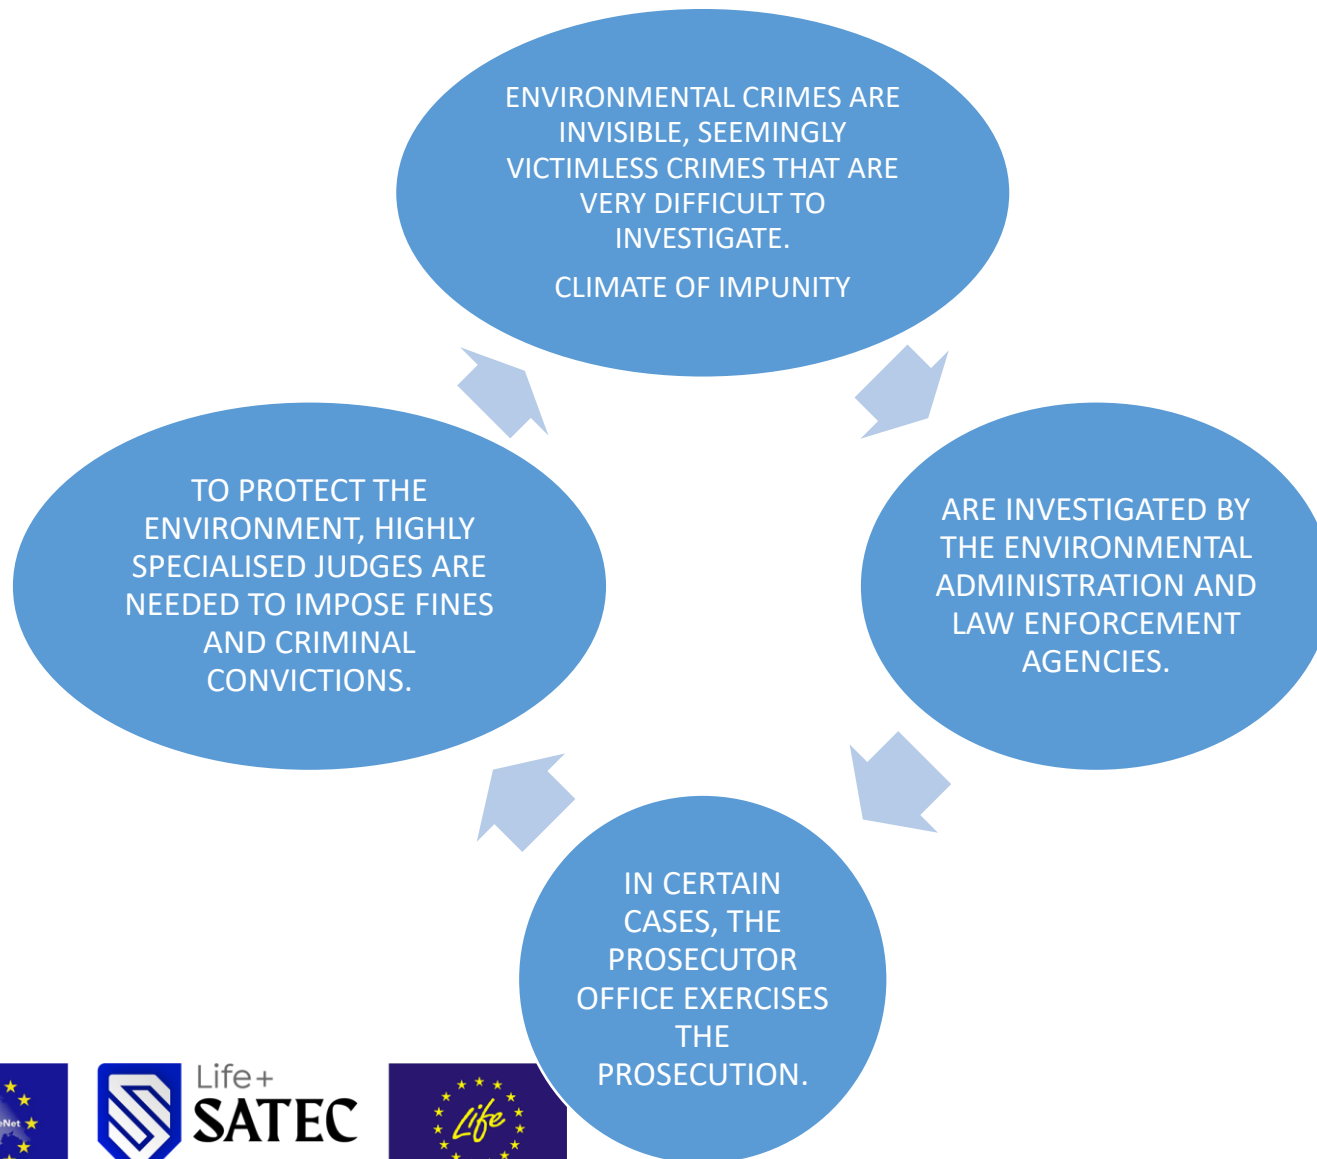 ENVIRONMENTAL CRIMES ARE
INVISIBLE, SEEMINGLY
VICTIMLESS CRIMES THAT ARE
VERY DIFFICULT TO
INVESTIGATE.
CLIMATE OF IMPUNITY
ARE INVESTIGATED BY
THE ENVIRONMENTAL
ADMINISTRATION AND
LAW ENFORCEMENT
AGENCIES.
IN CERTAIN
CASES, THE
PROSECUTOR
OFFICE EXERCISES
THE
PROSECUTION.
TO PROTECT THE
ENVIRONMENT, HIGHLY
SPECIALISED JUDGES ARE
NEEDED TO IMPOSE FINES
AND CRIMINAL
CONVICTIONS.
Life+
SATEC
Life